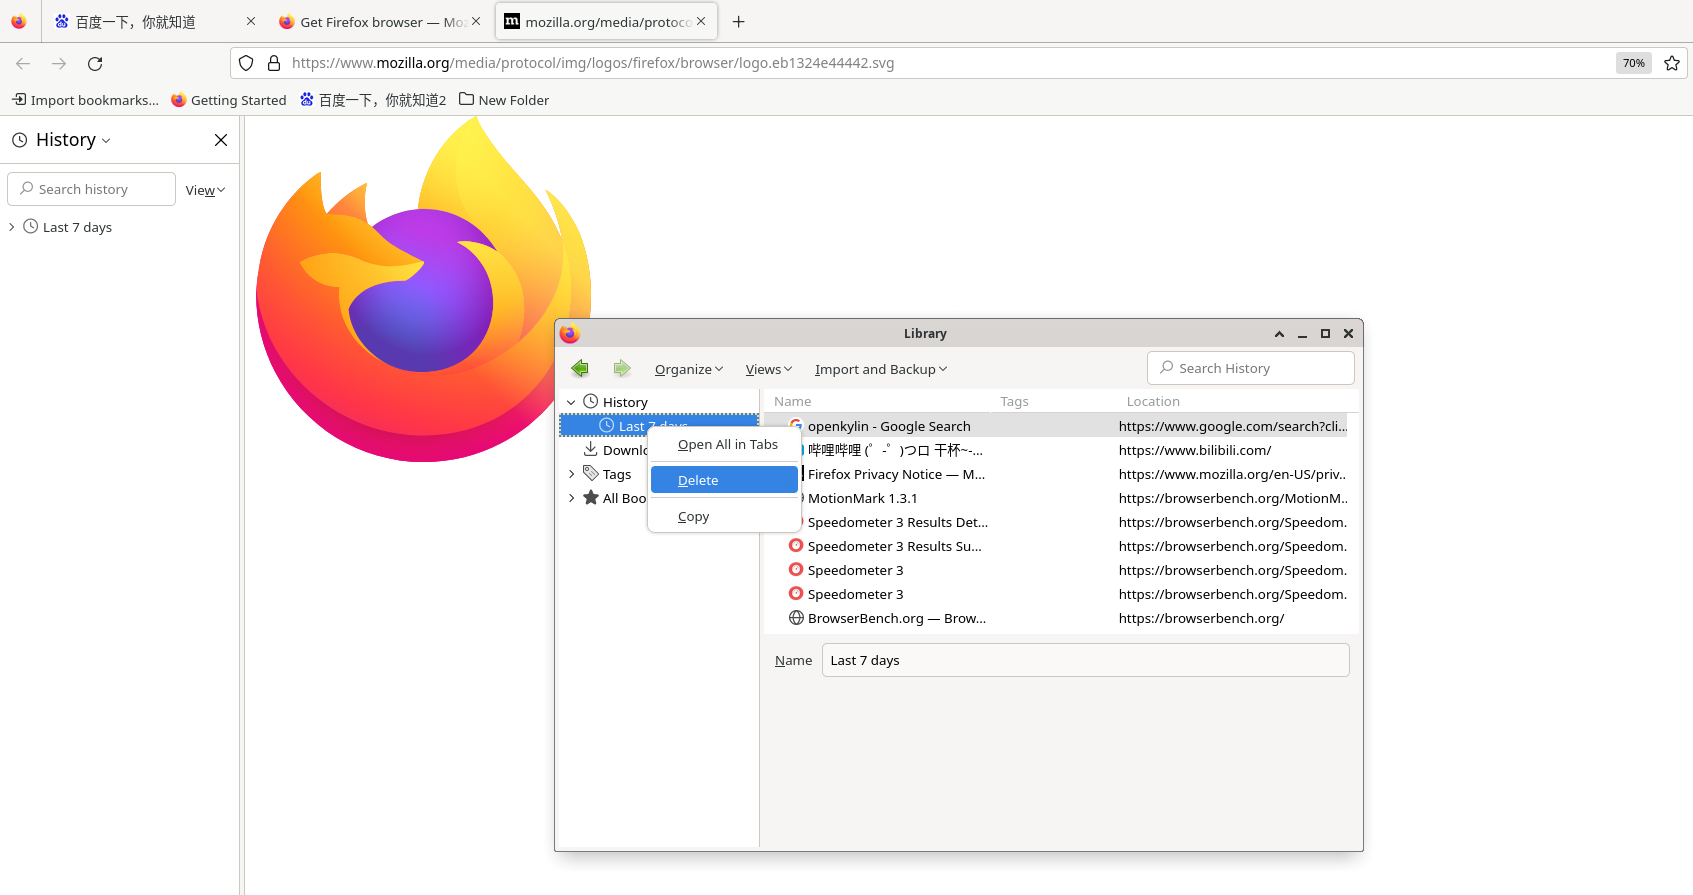 百度一下，你就知道
Get Firefox browser — Moz
mozilla.org/media/protoco
https://www.mozilla.org/media/protocol/img/logos/firefox/browser/logo.eb1324e44442.svg
70%
Import bookmarks...
Getting Started
百度一下，你就知道2
New Folder
History
Search history
View
Last 7 days
Library
Organize
Views
Import and Backup
Search History
History
Last 7 days
Downlo
Tags
All Boo
Open All in Tabs
Delete
Copy
Name Tags Location
openkylin - Google Search https://www.google.com/search?cli...
哔哩哔哩 (゜-゜)つロ 干杯~-... https://www.bilibili.com/
Firefox Privacy Notice — M... https://www.mozilla.org/en-US/priv..
MotionMark 1.3.1 https://browserbench.org/MotionM..
Speedometer 3 Results Det... https://browserbench.org/Speedom.
Speedometer 3 Results Su... https://browserbench.org/Speedom.
Speedometer 3 https://browserbench.org/Speedom.
Speedometer 3 https://browserbench.org/Speedom.
BrowserBench.org — Brow... https://browserbench.org/
Name Last 7 days